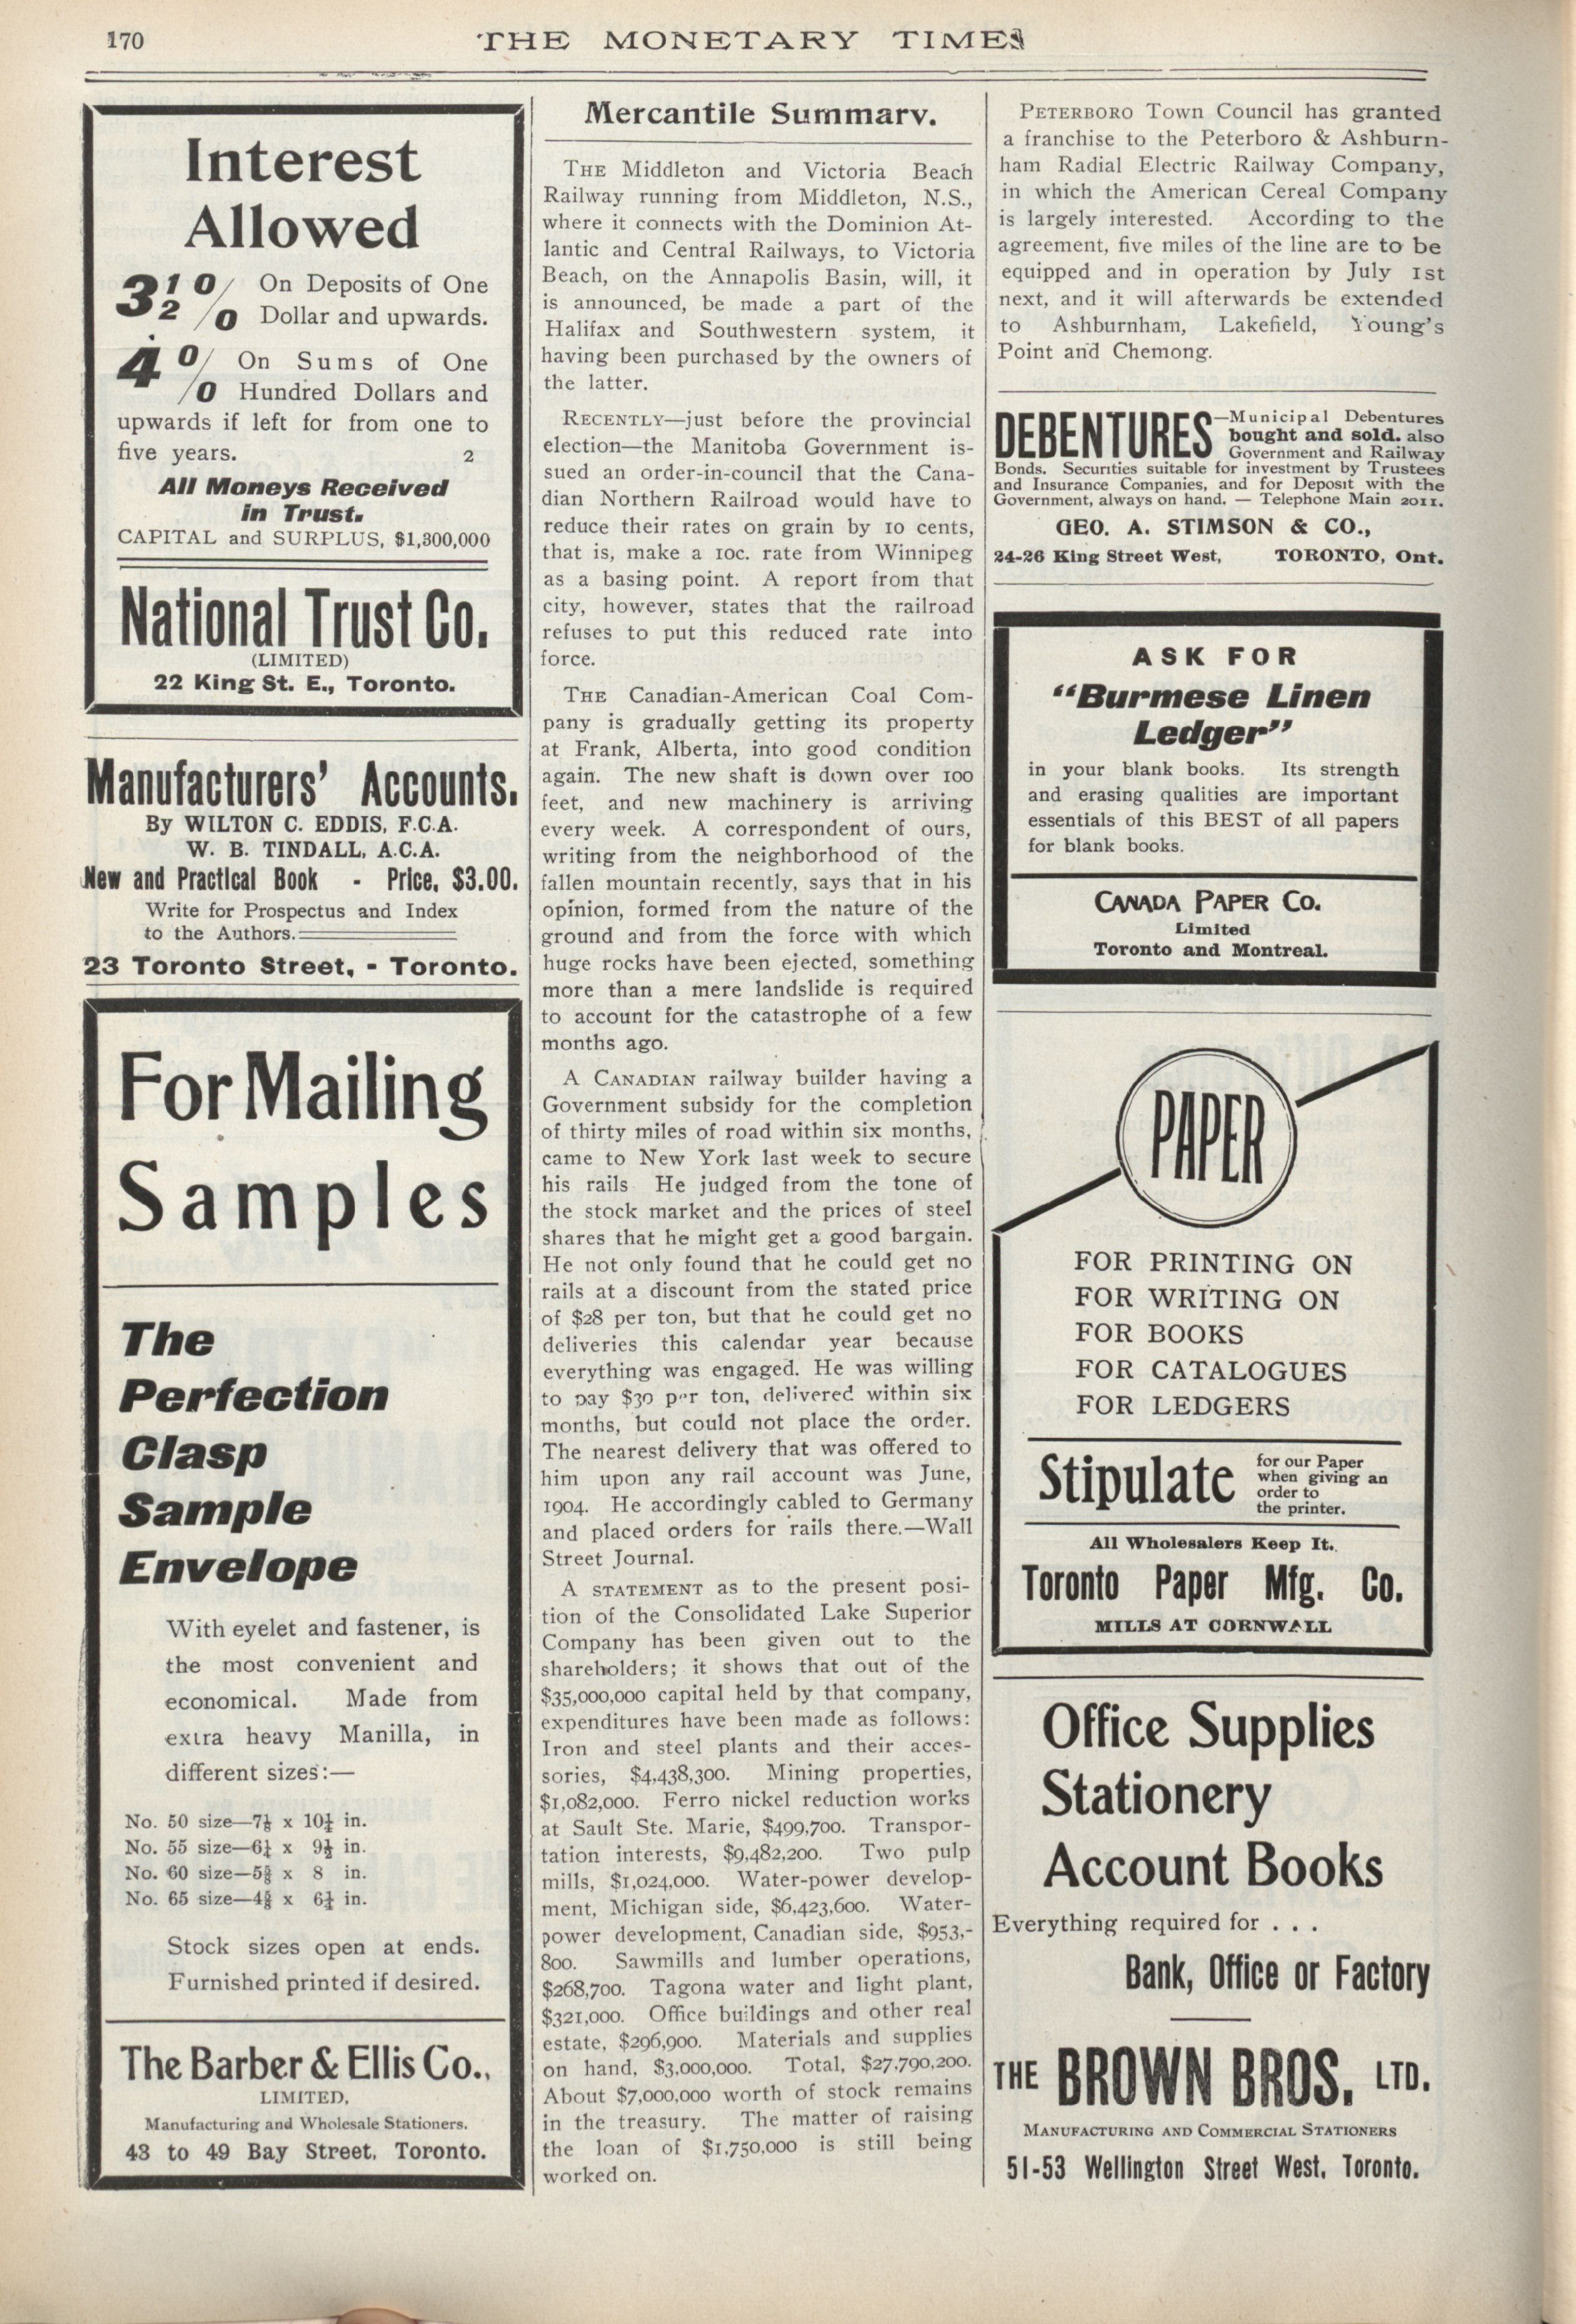 170
THE MONETARY TIMES
Interest
Allowed
3½% On Deposits of One
Dollar and upwards.
4% On Sums of One
Hundred Dollars and
upwards if left for from one to
five years. 2
All Moneys Received
in Trust.
CAPITAL and SURPLUS, $1,300,000
National Trust Co.
(LIMITED)
22 King St. E., Toronto.
Manufacturers' Accounts.
By WILTON C. EDDIS, F.C.A.
W. B. TINDALL, A.C.A.
New and Practical Book - Price, $3.00.
Write for Prospectus and Index
to the Authors.
23 Toronto Street, - Toronto.
For Mailing
Samples
The
Perfection
Clasp
Sample
Envelope
With eyelet and fastener, is
the most convenient and
economical. Made from
extra heavy Manilla, in
different sizes:—
No. 50 size— x in.
No. 55 size— x in.
No. 60 size— x 8 in.
No. 65 size— x in.
Stock sizes open at ends.
Furnished printed if desired.
The Barber & Ellis Co.,
LIMITED,
Manufacturing and Wholesale Stationers.
43 to 49 Bay Street, Toronto.
Mercantile Summary.
THE Middleton and Victoria Beach
Railway running from Middleton, N.S.,
where it connects with the Dominion At-
lantic and Central Railways, to Victoria
Beach, on the Annapolis Basin, will, it
is announced, be made a part of the
Halifax and Southwestern system, it
having been purchased by the owners of
the latter.
RECENTLY—just before the provincial
election—the Manitoba Government is-
sued an order-in-council that the Cana-
dian Northern Railroad would have to
reduce their rates on grain by 10 cents,
that is, make a 10c. rate from Winnipeg
as a basing point. A report from that
city, however, states that the railroad
refuses to put this reduced rate into
force.
THE Canadian-American Coal Com-
pany is gradually getting its property
at Frank, Alberta, into good condition
again. The new shaft is down over 100
feet, and new machinery is arriving
every week. A correspondent of ours,
writing from the neighborhood of the
fallen mountain recently, says that in his
opinion, formed from the nature of the
ground and from the force with which
huge rocks have been ejected, something
more than a mere landslide is required
to account for the catastrophe of a few
months ago.
A CANADIAN railway builder having a
Government subsidy for the completion
of thirty miles of road within six months,
came to New York last week to secure
his rails He judged from the tone of
the stock market and the prices of steel
shares that he might get a good bargain.
He not only found that he could get no
rails at a discount from the stated price
of $28 per ton, but that he could get no
deliveries this calendar year because
everything was engaged. He was willing
to pay $30 per ton, delivered within six
months, but could not place the order.
The nearest delivery that was offered to
him upon any rail account was June,
1904. He accordingly cabled to Germany
and placed orders for rails there.—Wall
Street Journal.
A STATEMENT as to the present posi-
tion of the Consolidated Lake Superior
Company has been given out to the
shareholders; it shows that out of the
$35,000,000 capital held by that company,
expenditures have been made as follows:
Iron and steel plants and their acces-
sories, $4,438,300. Mining properties,
$1,082,000. Ferro nickel reduction works
at Sault Ste. Marie, $499,700. Transpor-
tation interests, $9,482,200. Two pulp
mills, $1,024,000. Water-power develop-
ment, Michigan side, $6,423,600. Water-
power development, Canadian side, $953,-
800. Sawmills and lumber operations,
$268,700. Tagona water and light plant,
$321,000. Office buildings and other real
estate, $296,900. Materials and supplies
on hand, $3,000,000. Total, $27,790,200.
About $7,000,000 worth of stock remains
in the treasury. The matter of raising
the loan of $1,750,000 is still being
worked on.
PETERBORO Town Council has granted
a franchise to the Peterboro & Ashburn-
ham Radial Electric Railway Company,
in which the American Cereal Company
is largely interested. According to the
agreement, five miles of the line are to be
equipped and in operation by July 1st
next, and it will afterwards be extended
to Ashburnham, Lakefield, Young's
Point and Chemong.
DEBENTURES—Municipal Debentures
bought and sold. also
Government and Railway
Bonds. Securities suitable for investment by Trustees
and Insurance Companies, and for Deposit with the
Government, always on hand. — Telephone Main 2011.
GEO. A. STIMSON & CO.,
24-26 King Street West, TORONTO, Ont.
ASK FOR
"Burmese Linen
Ledger"
in your blank books. Its strength
and erasing qualities are important
essentials of this BEST of all papers
for blank books.
CANADA PAPER CO.
Limited
Toronto and Montreal.
PAPER
FOR PRINTING ON
FOR WRITING ON
FOR BOOKS
FOR CATALOGUES
FOR LEDGERS
Stipulate for our Paper
when giving an
order to
the printer.
All Wholesalers Keep It.
Toronto Paper Mfg. Co.
MILLS AT CORNWALL
Office Supplies
Stationery
Account Books
Everything required for . . .
Bank, Office or Factory
THE BROWN BROS. LTD.
MANUFACTURING AND COMMERCIAL STATIONERS
51-53 Wellington Street West, Toronto.